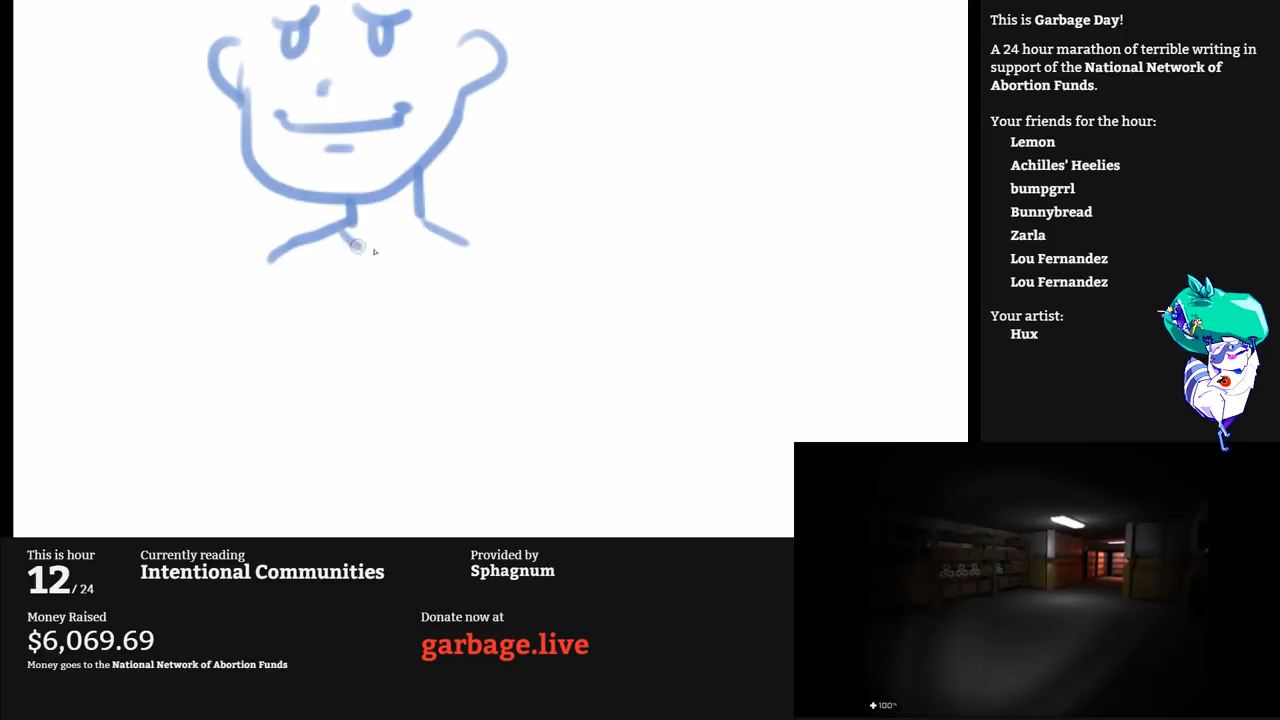 This is Garbage Day!
A 24 hour marathon of terrible writing in
support of the National Network of
Abortion Funds.
Your friends for the hour:
Lemon
Achilles' Heelies
bumpgrrl
Bunnybread
Zarla
Lou Fernandez
Lou Fernandez
Your artist:
Hux
This is hour
12 / 24
Currently reading
Intentional Communities
Provided by
Sphagnum
Money Raised
$6,069.69
Money goes to the National Network of Abortion Funds
Donate now at
garbage.live
100%